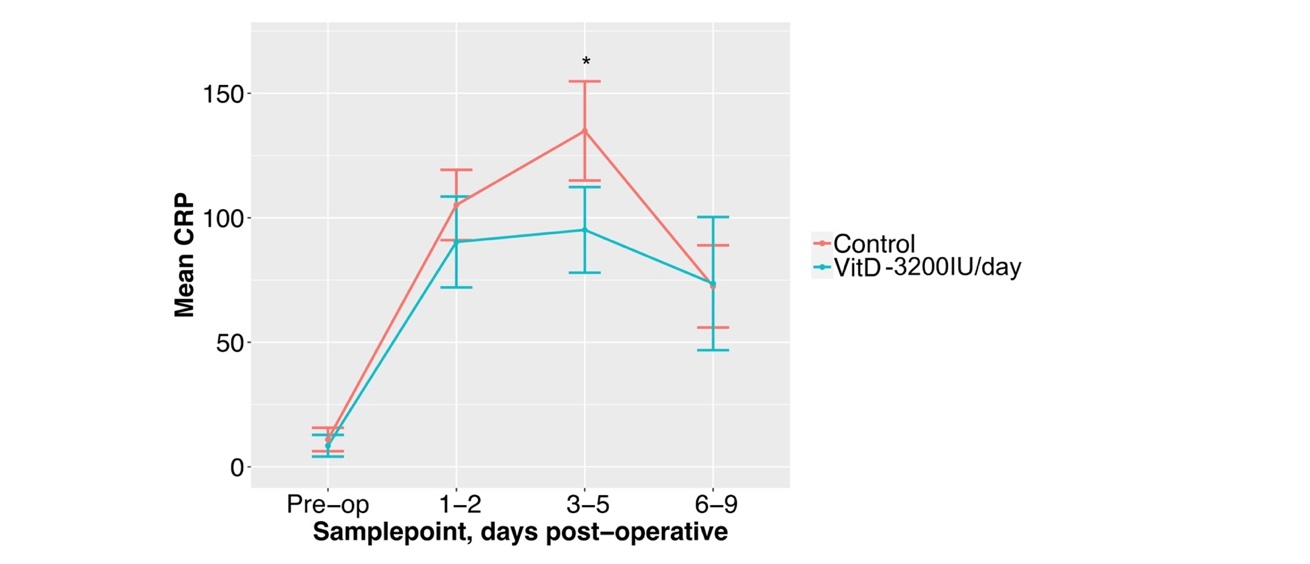 *
150
100
50
0
Mean CRP
Pre−op 1−2 3−5 6−9
Samplepoint, days post−operative
Control
VitD-3200IU/day